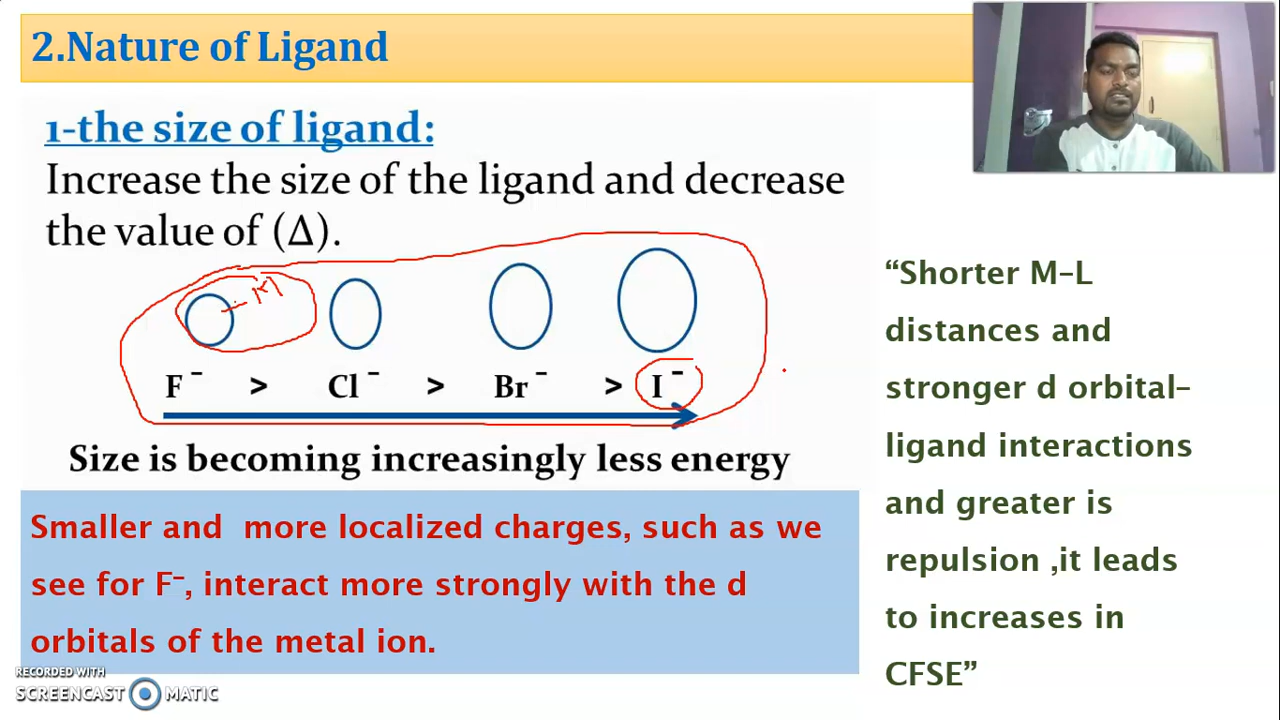 2.Nature of Ligand
1-the size of ligand:
Increase the size of the ligand and decrease
the value of (Δ).
M
F⁻ > Cl⁻ > Br⁻ > I⁻
Size is becoming increasingly less energy
Smaller and more localized charges, such as we
see for F⁻, interact more strongly with the d
orbitals of the metal ion.
“Shorter M–L
distances and
stronger d orbital–
ligand interactions
and greater is
repulsion ,it leads
to increases in
CFSE”
RECORDED WITH
SCREENCAST MATIC